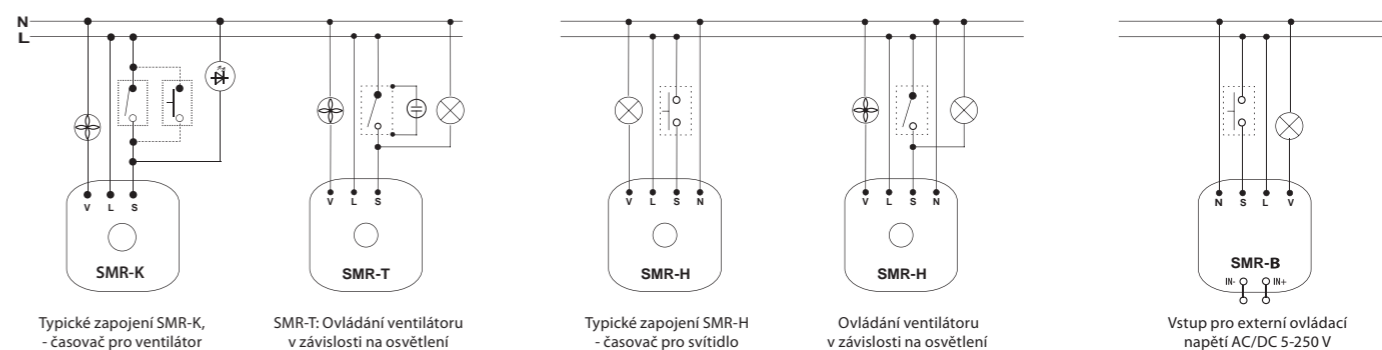 N
L
V L S
SMR-K
Typické zapojení SMR-K,
- časovač pro ventilátor
V L S
SMR-T
SMR-T: Ovládání ventilátoru
v závislosti na osvětlení
V L S N
SMR-H
Typické zapojení SMR-H
- časovač pro svítidlo
V L S N
SMR-H
Ovládání ventilátoru
v závislosti na osvětlení
N S L V
SMR-B
IN- IN+
Vstup pro externí ovládací
napětí AC/DC 5-250 V